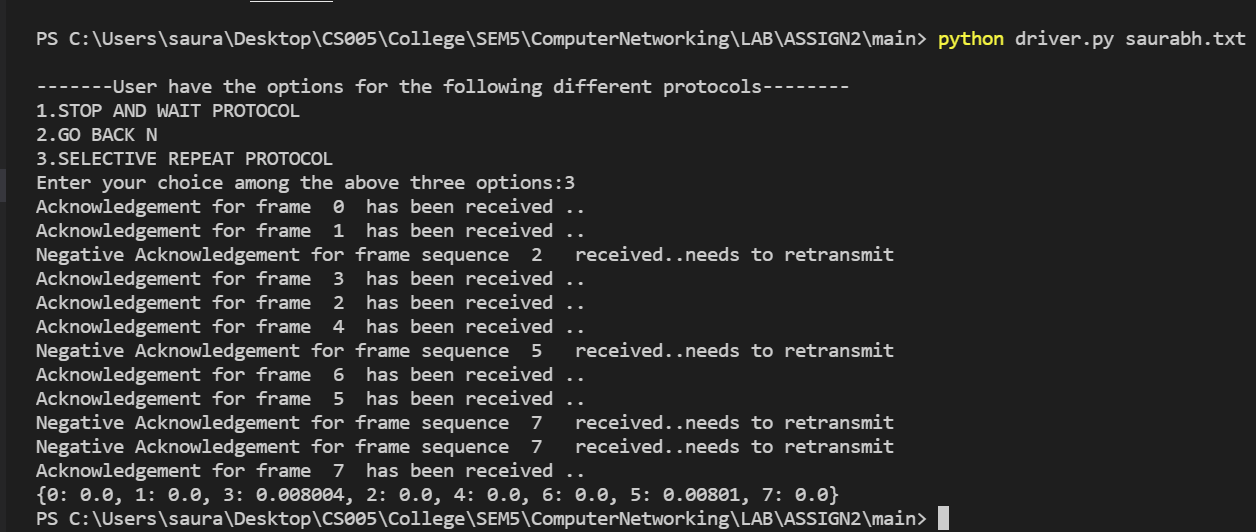 PS C:\Users\saura\Desktop\CS005\College\SEM5\ComputerNetworking\LAB\ASSIGN2\main> python driver.py saurabh.txt
-------User have the options for the following different protocols--------
1.STOP AND WAIT PROTOCOL
2.GO BACK N
3.SELECTIVE REPEAT PROTOCOL
Enter your choice among the above three options:3
Acknowledgement for frame  0  has been received ..
Acknowledgement for frame  1  has been received ..
Negative Acknowledgement for frame sequence  2   received..needs to retransmit
Acknowledgement for frame  3  has been received ..
Acknowledgement for frame  2  has been received ..
Acknowledgement for frame  4  has been received ..
Negative Acknowledgement for frame sequence  5   received..needs to retransmit
Acknowledgement for frame  6  has been received ..
Acknowledgement for frame  5  has been received ..
Negative Acknowledgement for frame sequence  7   received..needs to retransmit
Negative Acknowledgement for frame sequence  7   received..needs to retransmit
Acknowledgement for frame  7  has been received ..
{0: 0.0, 1: 0.0, 3: 0.008004, 2: 0.0, 4: 0.0, 6: 0.0, 5: 0.00801, 7: 0.0}
PS C:\Users\saura\Desktop\CS005\College\SEM5\ComputerNetworking\LAB\ASSIGN2\main>